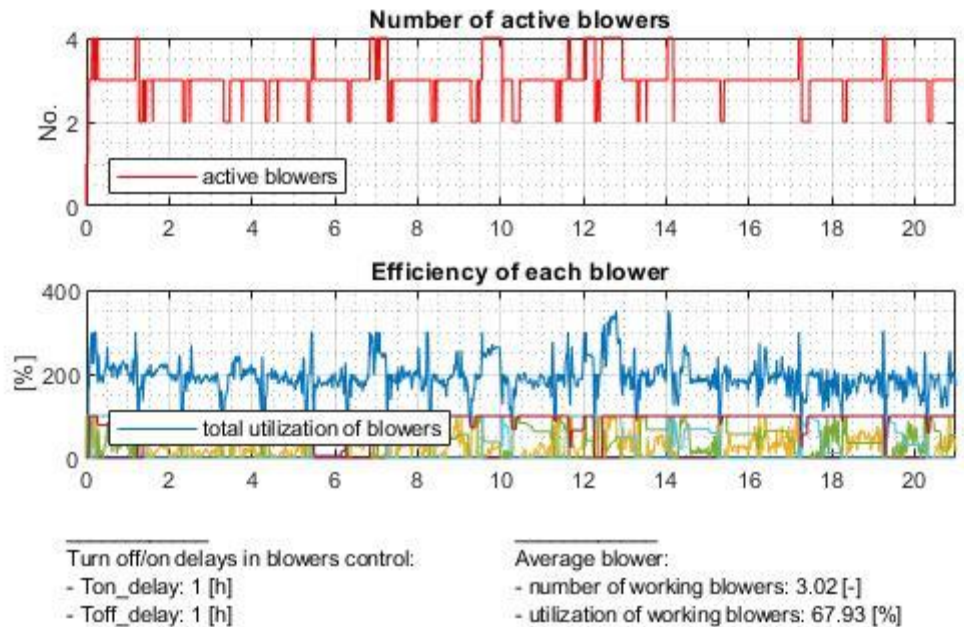 Number of active blowers
4
2
0
No.
active blowers
0 2 4 6 8 10 12 14 16 18 20
Efficiency of each blower
400
200
0
[%]
total utilization of blowers
0 2 4 6 8 10 12 14 16 18 20
Turn off/on delays in blowers control:
- Ton_delay: 1 [h]
- Toff_delay: 1 [h]
Average blower:
- number of working blowers: 3.02 [-]
- utilization of working blowers: 67.93 [%]